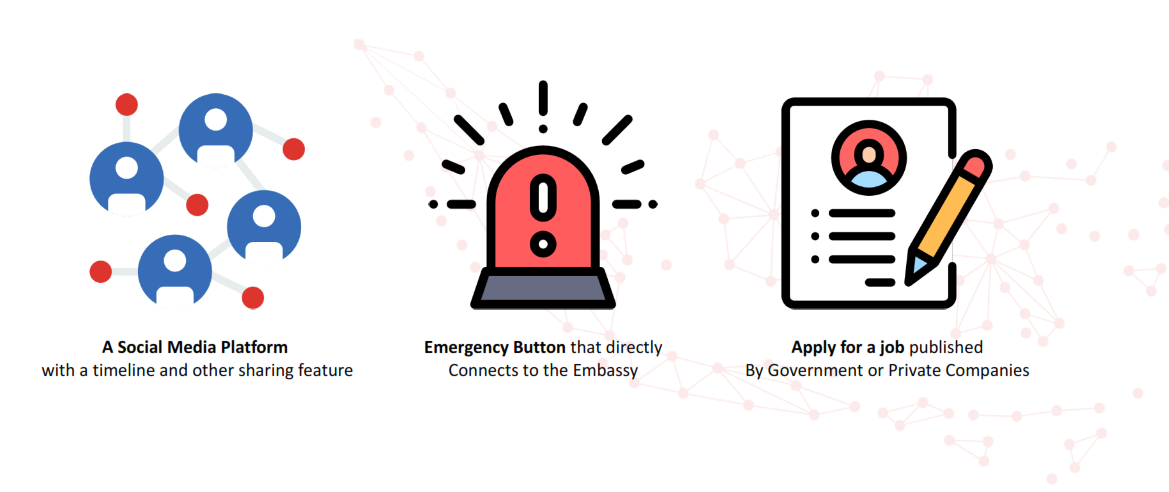 A Social Media Platform
with a timeline and other sharing feature
Emergency Button that directly
Connects to the Embassy
Apply for a job published
By Government or Private Companies